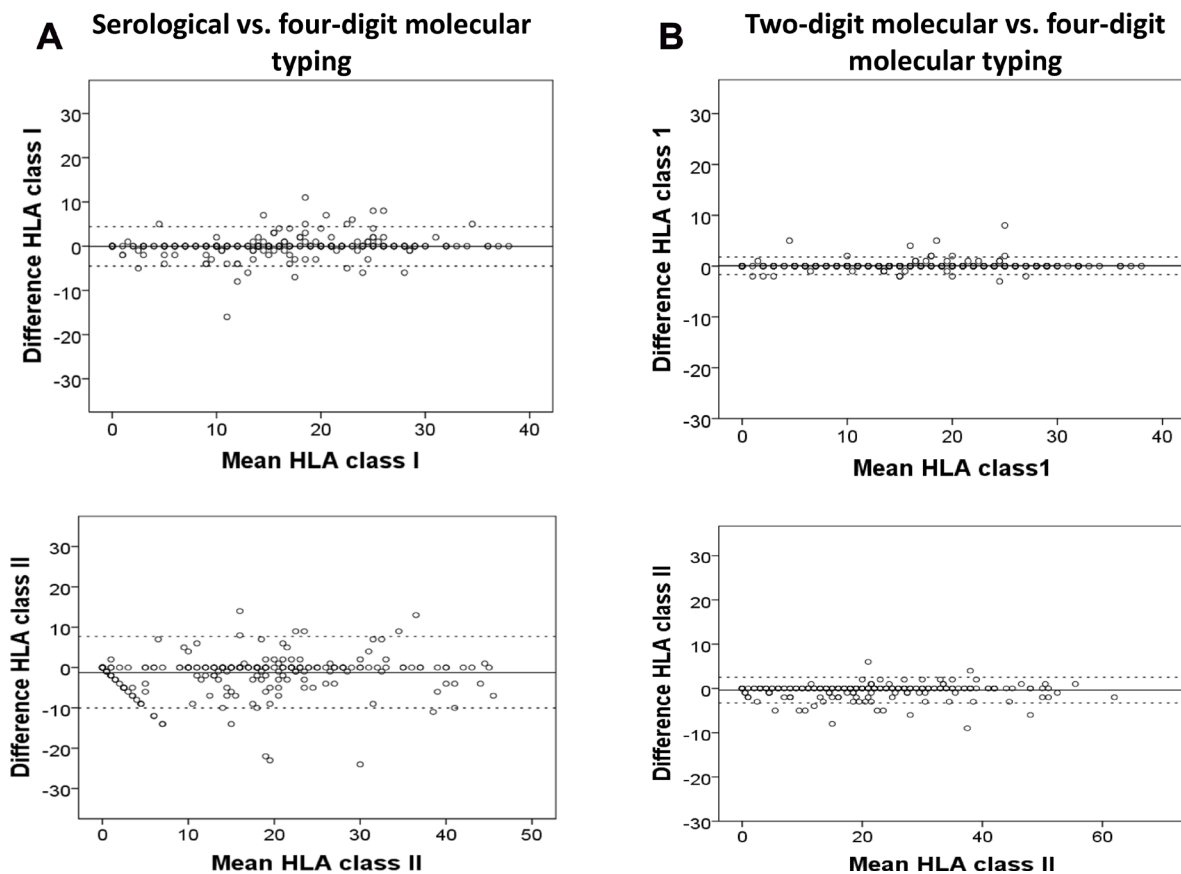 A Serological vs. four-digit molecular
typing
30
20
10
0
-10
-20
-30
Difference HLA class I
0 10 20 30 40
Mean HLA class I
B Two-digit molecular vs. four-digit
molecular typing
30
20
10
0
-10
-20
-30
Difference HLA class 1
0 10 20 30 40
Mean HLA class1
30
20
10
0
-10
-20
-30
Difference HLA class II
0 10 20 30 40 50
Mean HLA class II
30
20
10
0
-10
-20
-30
Difference HLA class II
0 20 40 60
Mean HLA class II